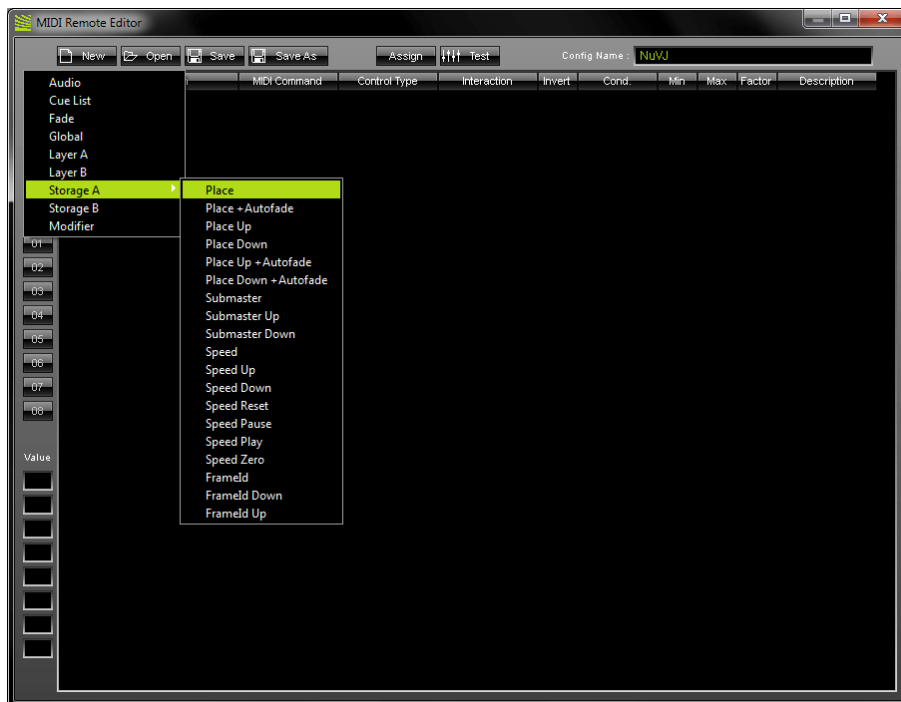 MIDI Remote Editor
New Open Save Save As Assign Test Config Name : NuVJ
MIDI Command Control Type Interaction Invert Cond. Min Max Factor Description
Audio
Cue List
Fade
Global
Layer A
Layer B
Storage A
Storage B
Modifier
Place
Place +Autofade
Place Up
Place Down
Place Up +Autofade
Place Down +Autofade
Submaster
Submaster Up
Submaster Down
Speed
Speed Up
Speed Down
Speed Reset
Speed Pause
Speed Play
Speed Zero
FrameId
FrameId Down
FrameId Up
01
02
03
04
05
06
07
08
Value